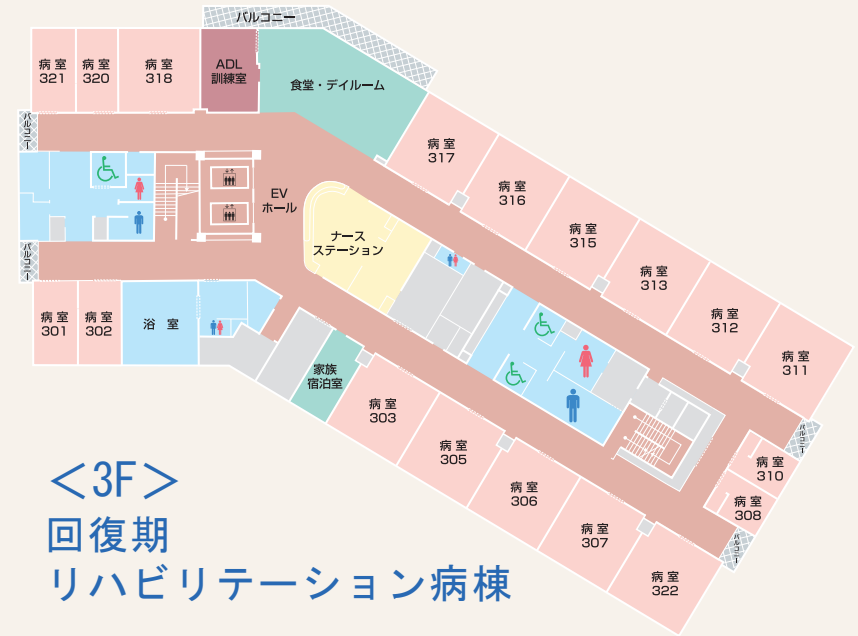 バルコニー
病室
321
病室
320
病室
318
ADL
訓練室
食堂・デイルーム
バルコニー
病室
317
病室
316
病室
315
病室
313
病室
312
病室
311
EV
ホール
ナース
ステーション
バルコニー
病室
301
病室
302
浴 室
家族
宿泊室
病室
303
病室
305
病室
306
病室
307
病室
322
バルコニー
病室
310
病室
308
バルコニー
＜3F＞
回復期
リハビリテーション病棟